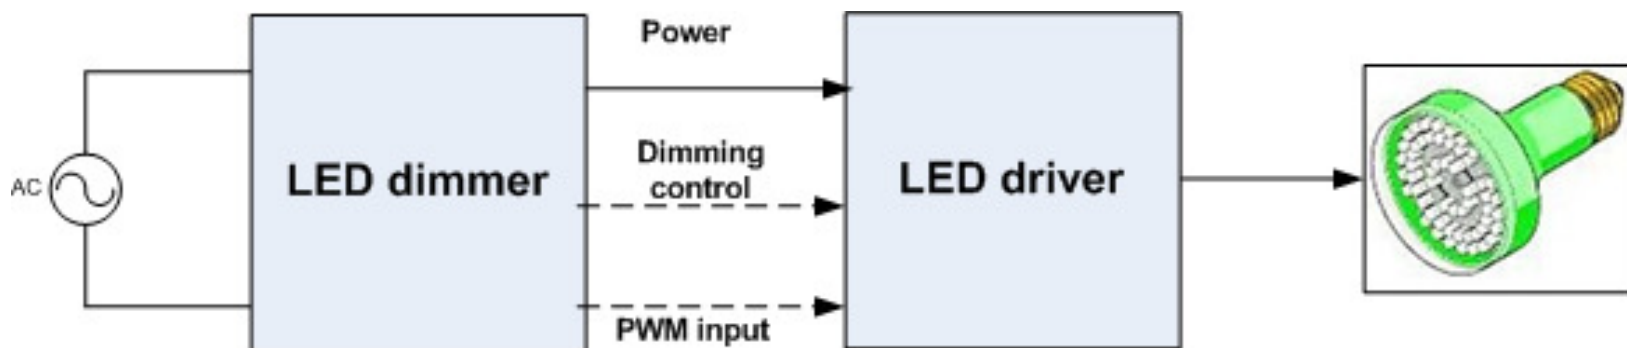 Power
AC
LED dimmer
Dimming
control
LED driver
PWM input